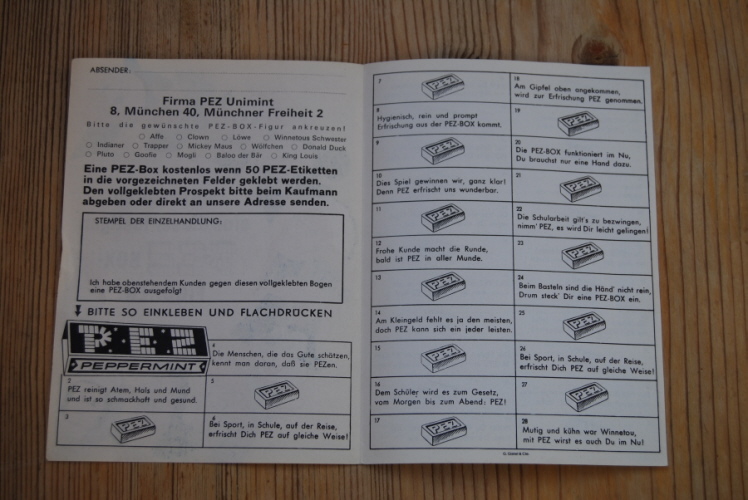 ABSENDER:
Firma PEZ Unimint
8, München 40, Münchner Freiheit 2
Bitte die gewünschte PEZ-BOX-Figur ankreuzen!
Affe Clown Löwe Winnetous Schwester
Indianer Trapper Mickey Maus Wölfchen Donald Duck
Pluto Goofie Mogli Baloo der Bär King Louis
Eine PEZ-Box kostenlos wenn 50 PEZ-Etiketten
in die vorgezeichneten Felder geklebt werden.
Den vollgeklebten Prospekt bitte beim Kaufmann
abgeben oder direkt an unsere Adresse senden.
STEMPEL DER EINZELHANDLUNG:
Ich habe obenstehendem Kunden gegen diesen vollgeklebten Bogen
eine PEZ-BOX ausgefolgt
BITTE SO EINKLEBEN UND FLACHDRÜCKEN
PEZ
PEPPERMINT
4
Die Menschen, die das Gute schätzen,
kennt man daran, daß sie PEZen.
2
PEZ reinigt Atem, Hals und Mund
und ist so schmackhaft und gesund.
5
PEZ
3
PEZ
6
Bei Sport, in Schule, auf der Reise,
erfrischt Dich PEZ auf gleiche Weise!
7
PEZ
8
Hygienisch, rein und prompt
Erfrischung aus der PEZ-BOX kommt.
9
PEZ
10
Dies Spiel gewinnen wir, ganz klar!
Denn PEZ erfrischt uns wunderbar.
11
PEZ
12
Frohe Kunde macht die Runde,
bald ist PEZ in aller Munde.
13
PEZ
14
Am Kleingeld fehlt es ja den meisten,
doch PEZ kann sich ein jeder leisten.
15
PEZ
16
Dem Schüler wird es zum Gesetz,
vom Morgen bis zum Abend: PEZ!
17
PEZ
18
Am Gipfel oben angekommen,
wird zur Erfrischung PEZ genommen.
19
PEZ
20
Die PEZ-BOX funktioniert im Nu,
Du brauchst nur eine Hand dazu.
21
PEZ
22
Die Schularbeit gilt's zu bezwingen,
nimm' PEZ, es wird Dir leicht gelingen!
23
PEZ
24
Beim Basteln sind die Händ' nicht rein,
Drum steck' Dir eine PEZ-BOX ein.
25
PEZ
26
Bei Sport, in Schule, auf der Reise,
erfrischt Dich PEZ auf gleiche Weise!
27
PEZ
28
Mutig und kühn war Winnetou,
mit PEZ wirst es auch Du im Nu!